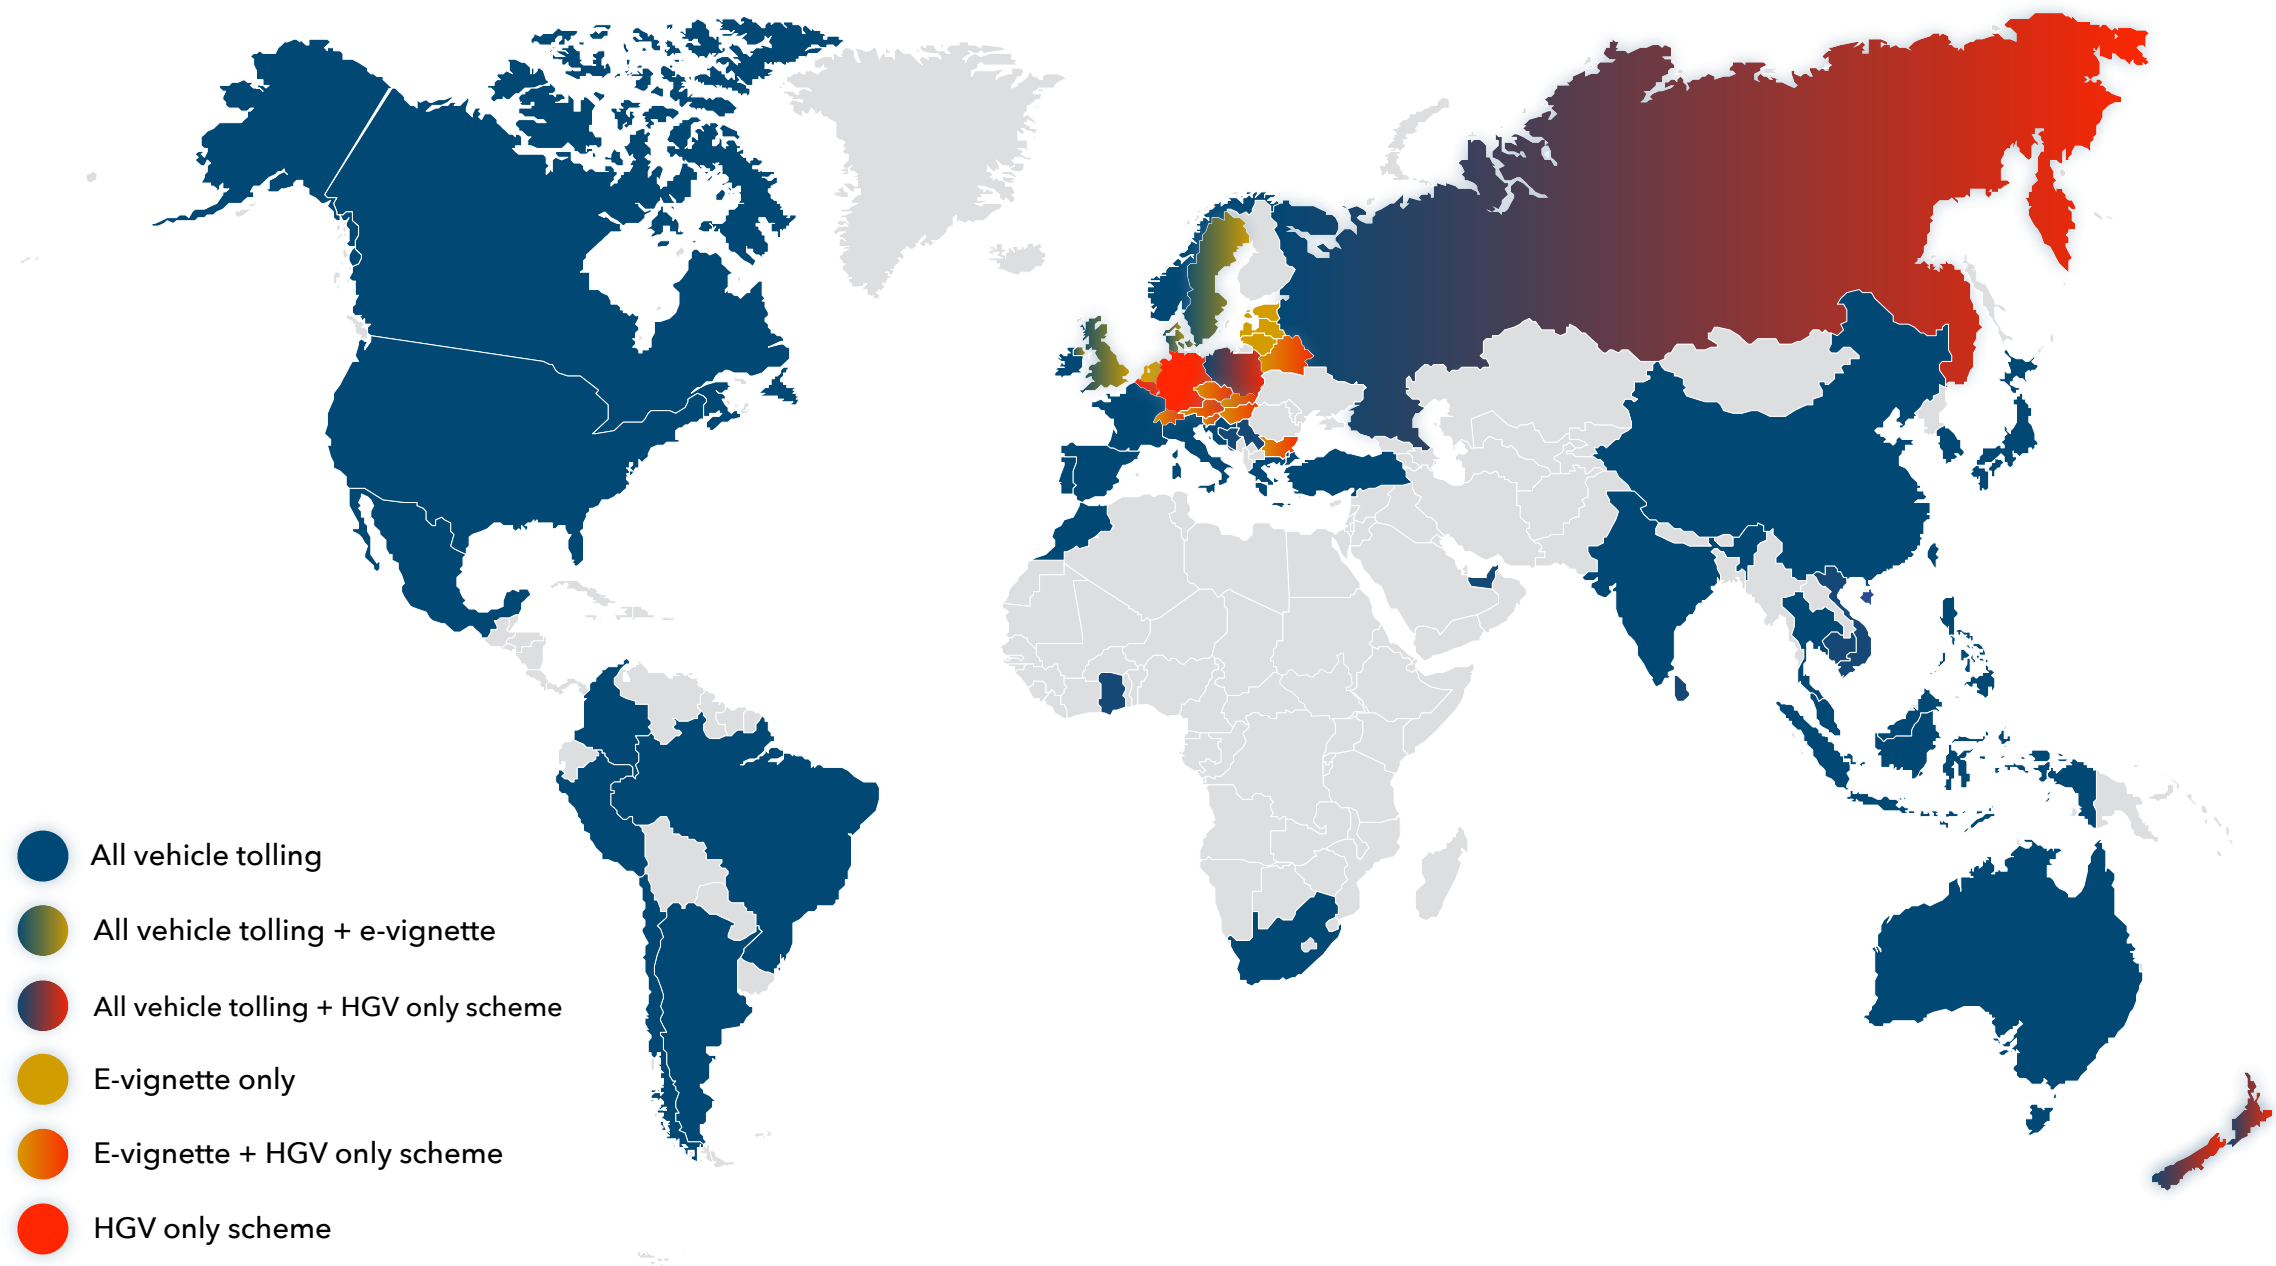 All vehicle tolling
All vehicle tolling + e-vignette
All vehicle tolling + HGV only scheme
E-vignette only
E-vignette + HGV only scheme
HGV only scheme